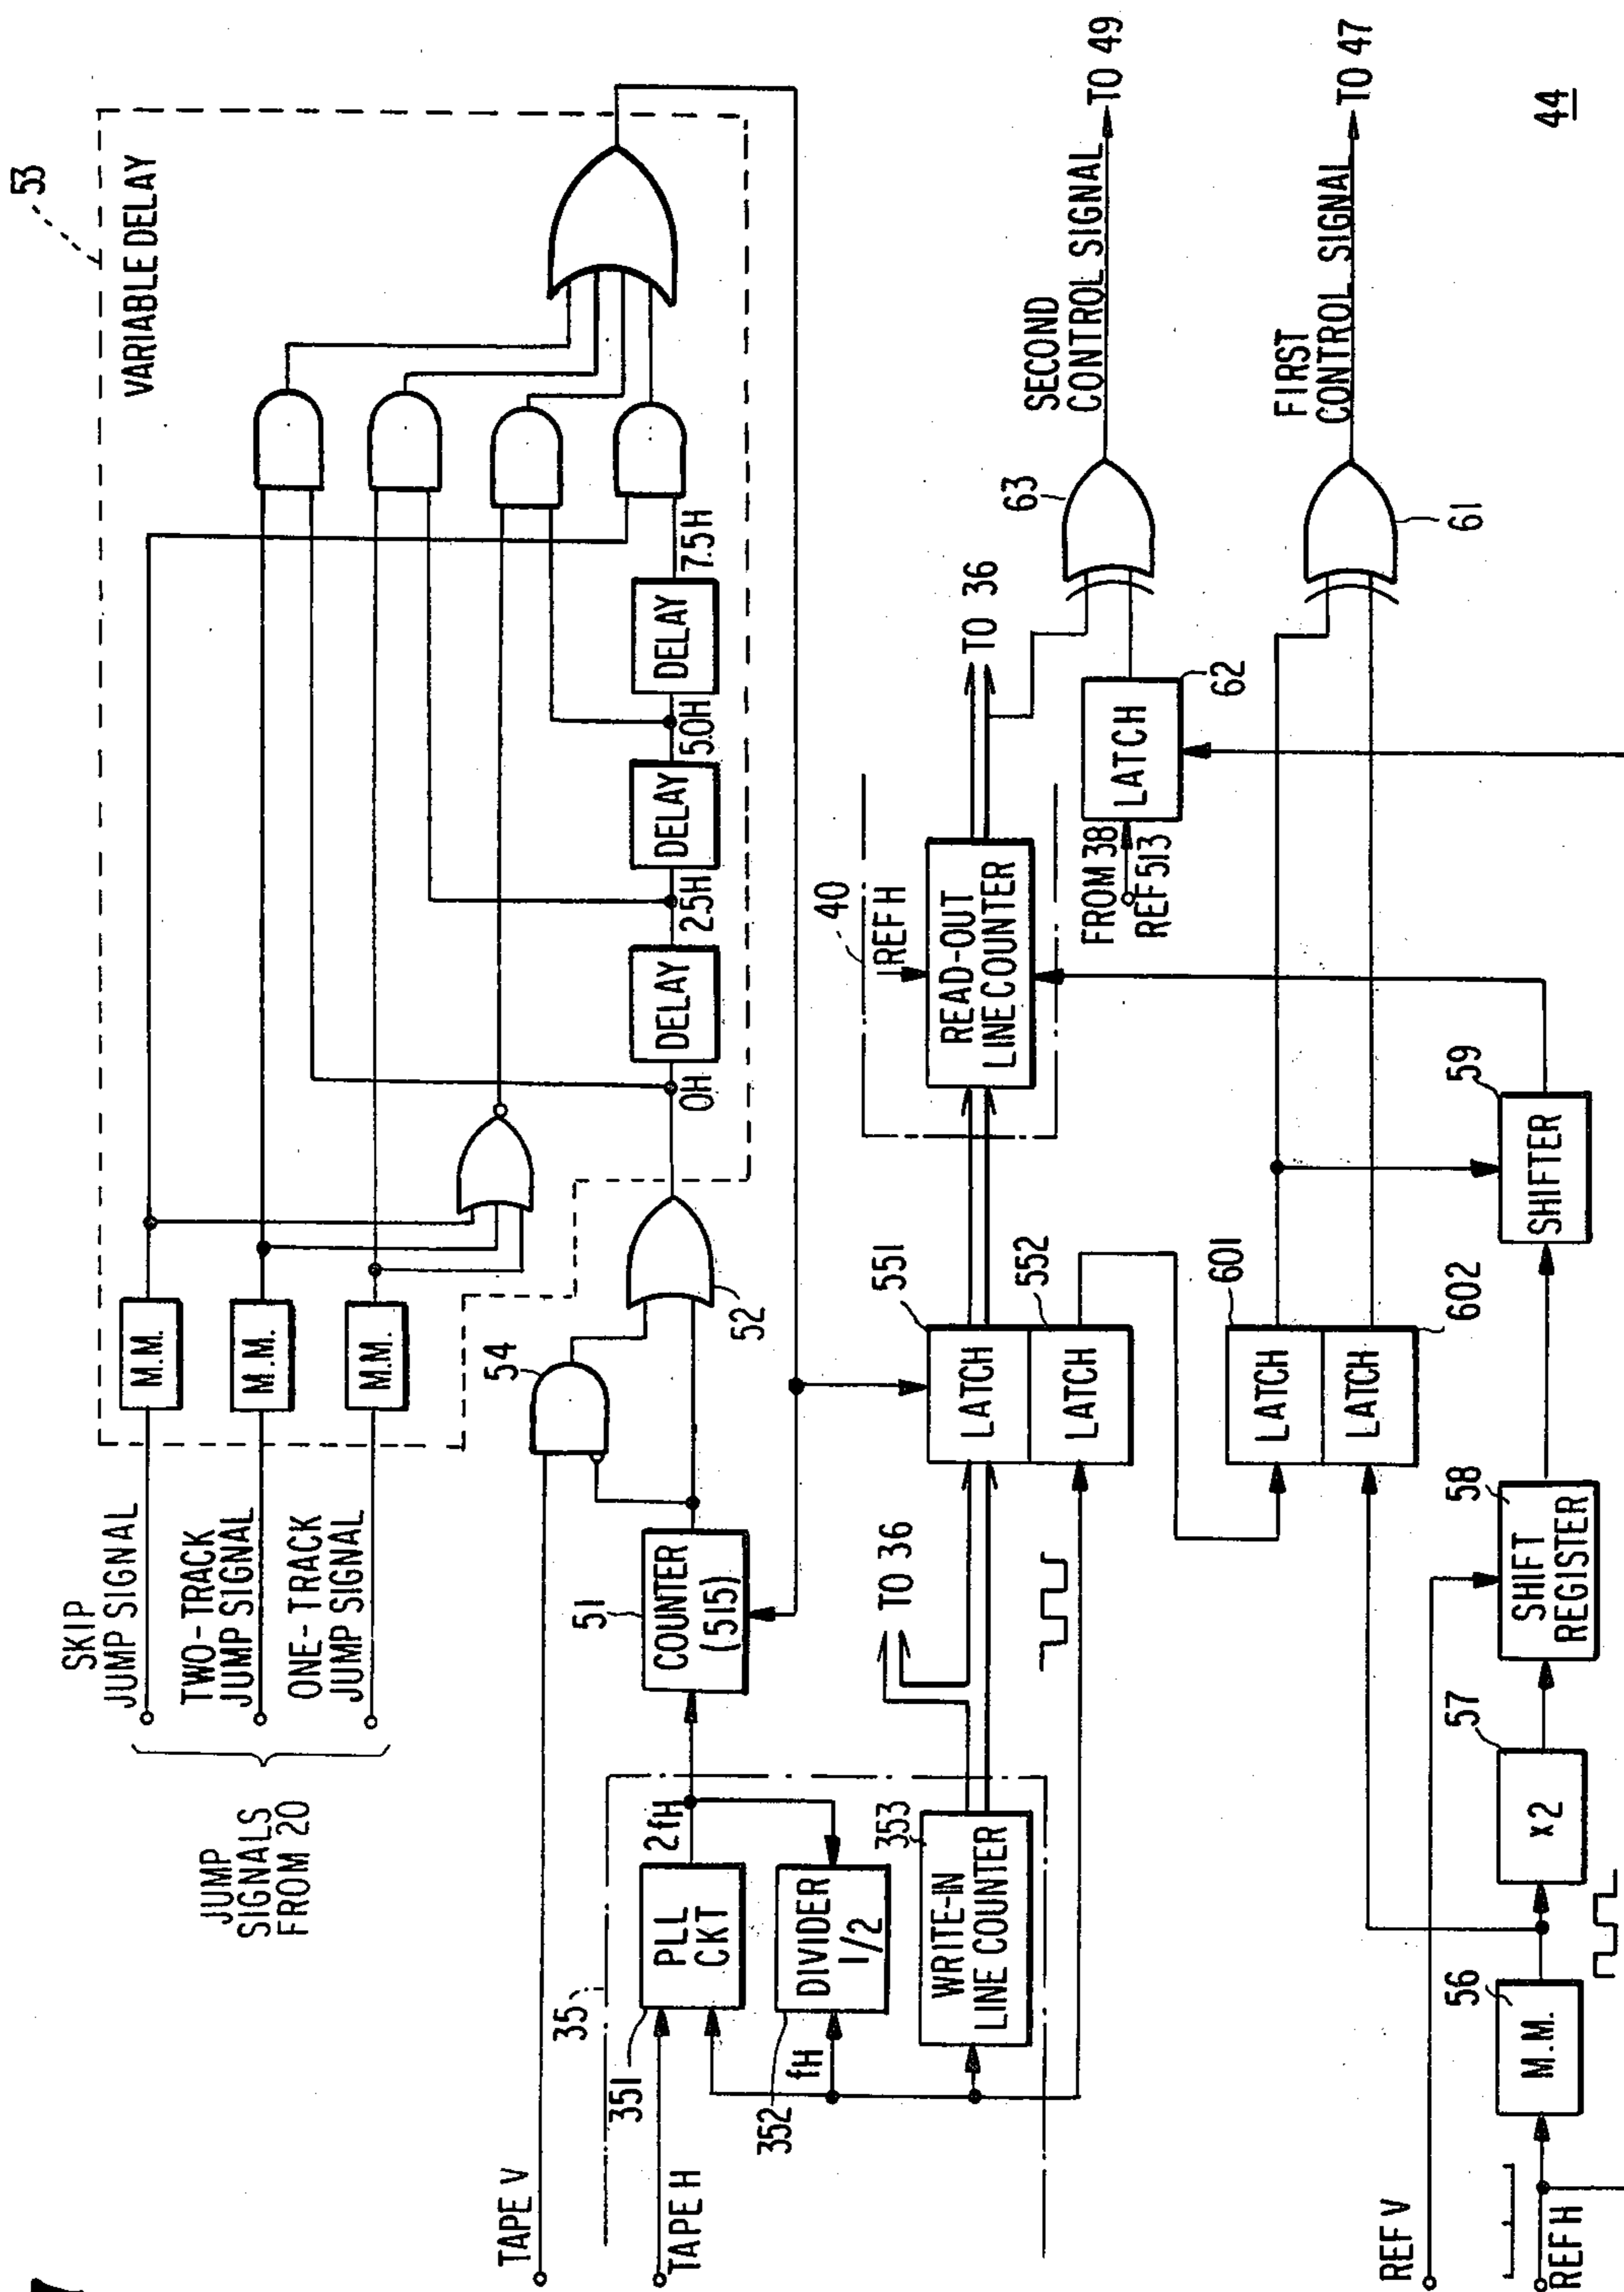 53
VARIABLE DELAY
SKIP
JUMP SIGNAL
TWO-TRACK
JUMP SIGNAL
ONE-TRACK
JUMP SIGNAL
JUMP
SIGNALS
FROM 20
M.M.
M.M.
M.M.
0H
DELAY
2.5H
DELAY
5.0H
DELAY
7.5H
54
52
51
COUNTER
(515)
TAPE V
TAPE H
35
351
PLL
CKT
2fH
352
DIVIDER
1/2
fH
353
WRITE-IN
LINE COUNTER
TO 36
551
LATCH
552
LATCH
40
REF H
READ-OUT
LINE COUNTER
TO 36
FROM 38
REF 513
LATCH
62
63
SECOND
CONTROL SIGNAL
TO 49
601
LATCH
602
LATCH
61
FIRST
CONTROL SIGNAL
TO 47
REF V
REF H
56
M.M.
57
x2
58
SHIFT
REGISTER
59
SHIFTER
44